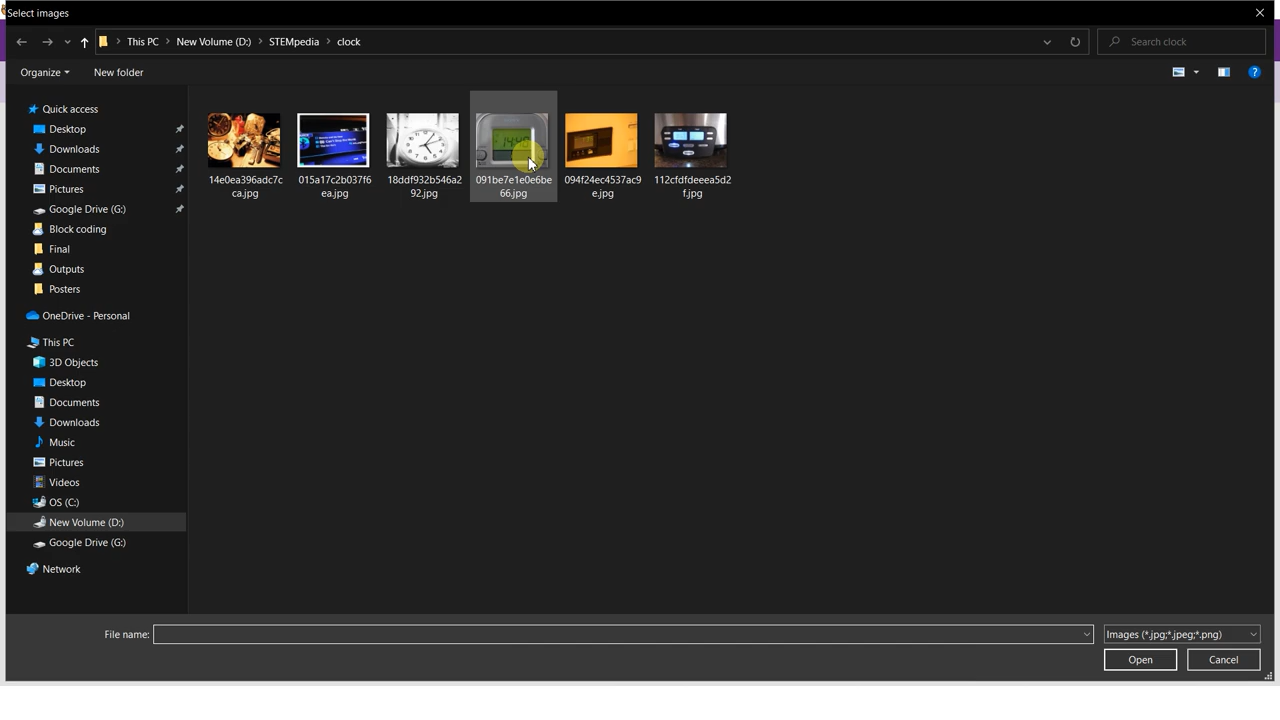 Select images
This PC > New Volume (D:) > STEMpedia > clock
Search clock
Organize
New folder
Quick access
Desktop
Downloads
Documents
Pictures
Google Drive (G:)
Block coding
Final
Outputs
Posters
OneDrive - Personal
This PC
3D Objects
Desktop
Documents
Downloads
Music
Pictures
Videos
OS (C:)
New Volume (D:)
Google Drive (G:)
Network
14e0ea396adc7c
ca.jpg
015a17c2b037f6
ea.jpg
18ddf932b546a2
92.jpg
091be7e1e0e6be
66.jpg
094f24ec4537ac9
e.jpg
112cfdfdeeea5d2
f.jpg
File name:
Images (*.jpg;*.jpeg;*.png)
Open
Cancel